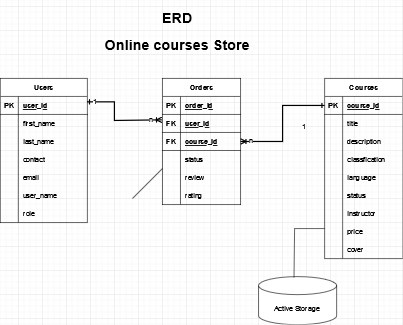 ERD
Online courses Store
Users
PK user_id
first_name
last_name
contact
email
user_name
role
1
n
Orders
PK order_id
FK user_id
FK course_id
status
review
rating
n
1
Courses
PK course_id
title
description
classification
language
status
instructor
price
cover
Active Storage